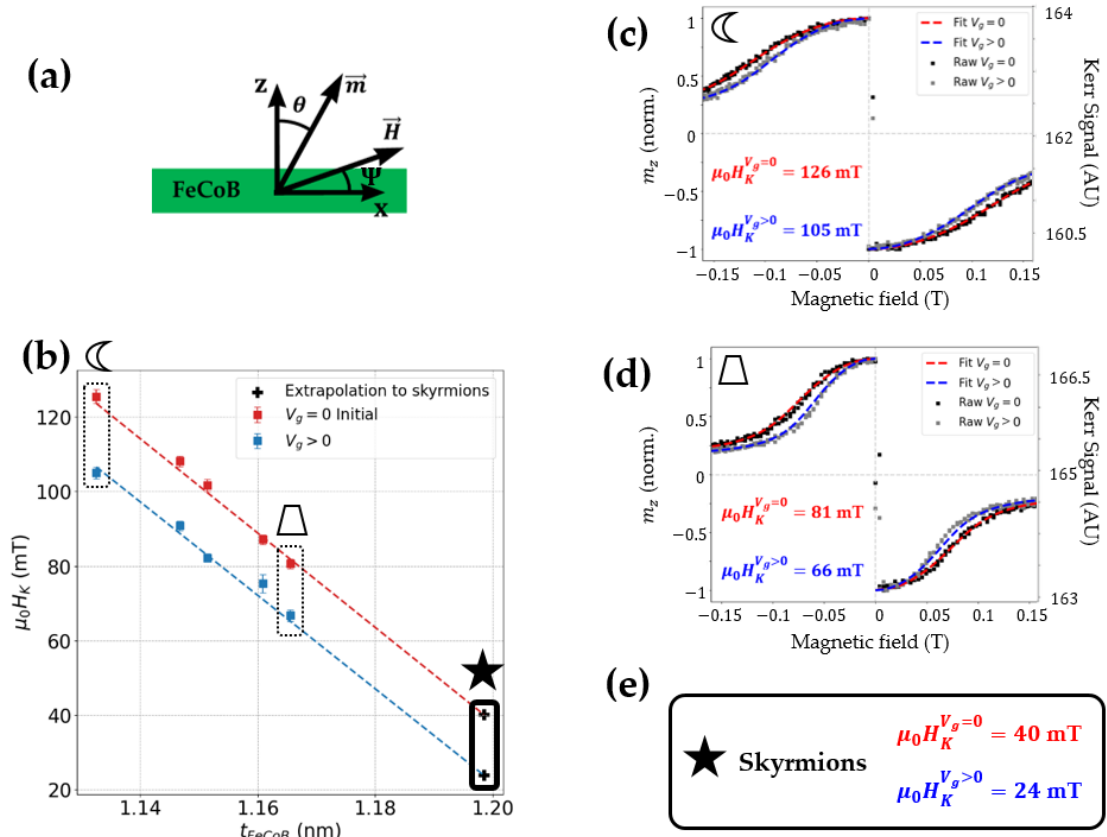 (a)
z
θ
m⃗
H⃗
Ψ
x
FeCoB
(b)
μ₀H_K (mT)
120
100
80
60
40
20
Extrapolation to skyrmions
V_g = 0 Initial
V_g > 0
1.14
1.16
1.18
1.20
t_FeCoB (nm)
(c)
m_z (norm.)
1
0.5
0
−0.5
−1
Fit V_g = 0
Fit V_g > 0
Raw V_g = 0
Raw V_g > 0
μ₀H_K^{V_g=0} = 126 mT
μ₀H_K^{V_g>0} = 105 mT
164
162
160.5
Kerr Signal (AU)
−0.15
−0.1
−0.05
0
0.05
0.1
0.15
Magnetic field (T)
(d)
m_z (norm.)
1
0.5
0
−0.5
−1
Fit V_g = 0
Fit V_g > 0
Raw V_g = 0
Raw V_g > 0
μ₀H_K^{V_g=0} = 81 mT
μ₀H_K^{V_g>0} = 66 mT
166.5
165
163
Kerr Signal (AU)
−0.15
−0.1
−0.05
0
0.05
0.1
0.15
Magnetic field (T)
(e)
Skyrmions
μ₀H_K^{V_g=0} = 40 mT
μ₀H_K^{V_g>0} = 24 mT